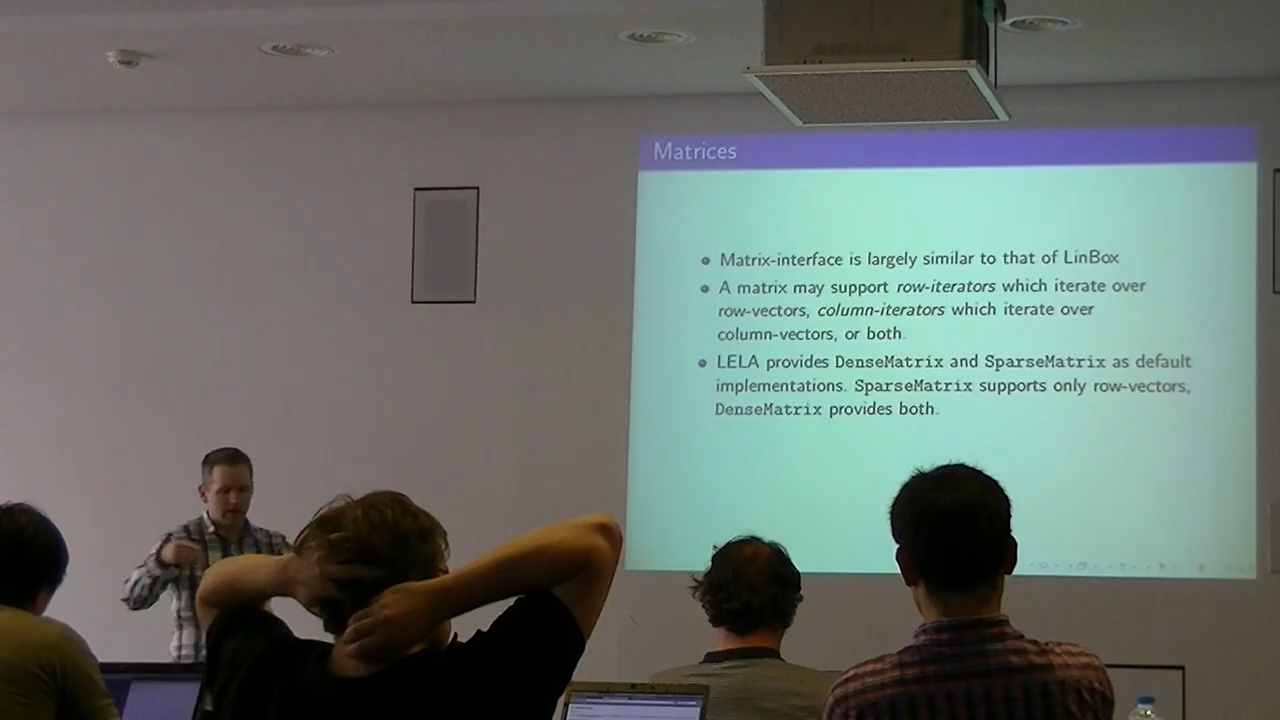 Matrices
Matrix-interface is largely similar to that of LinBox
A matrix may support row-iterators which iterate over
row-vectors, column-iterators which iterate over
column-vectors, or both.
LELA provides DenseMatrix and SparseMatrix as default
implementations. SparseMatrix supports only row-vectors,
DenseMatrix provides both.